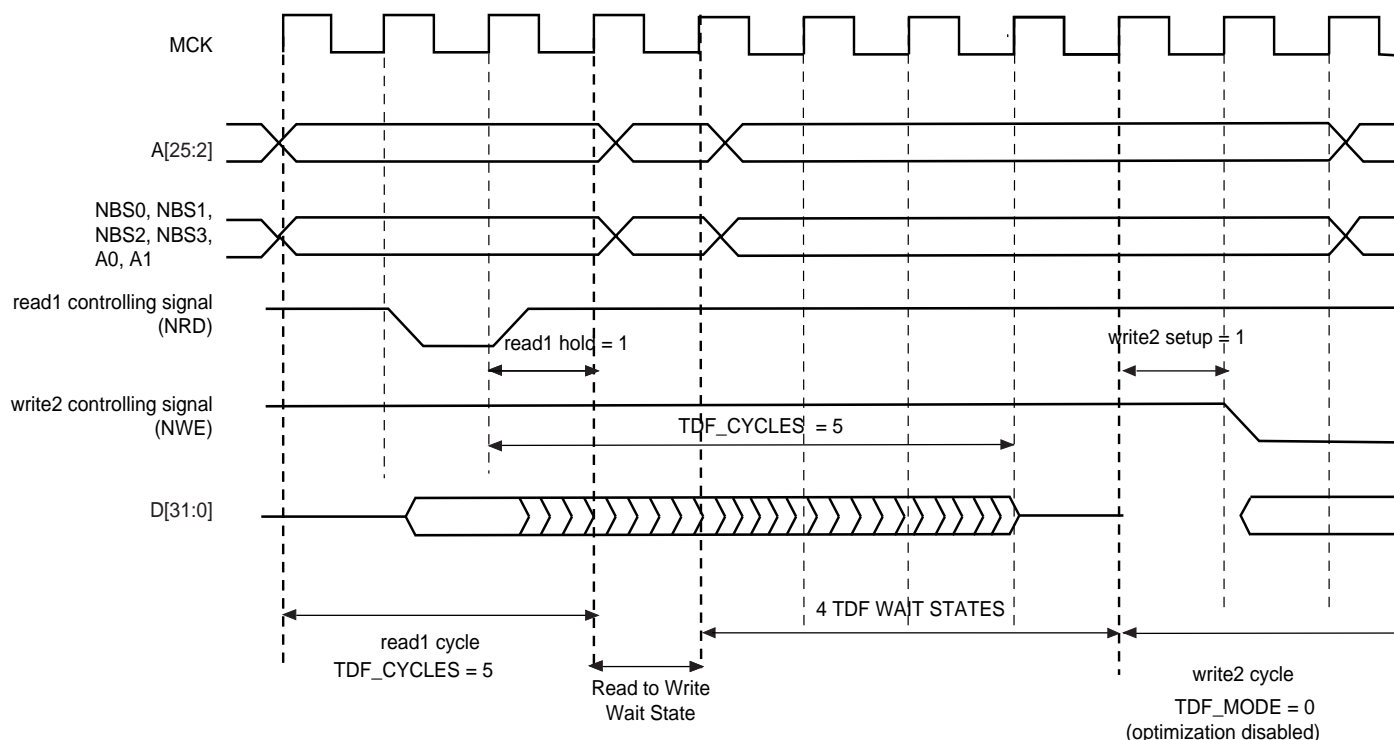 MCK
A[25:2]
NBS0, NBS1,
NBS2, NBS3,
A0, A1
read1 controlling signal
(NRD)
read1 hold = 1
write2 setup = 1
write2 controlling signal
(NWE)
TDF_CYCLES = 5
D[31:0]
4 TDF WAIT STATES
read1 cycle
TDF_CYCLES = 5
Read to Write
Wait State
write2 cycle
TDF_MODE = 0
(optimization disabled)